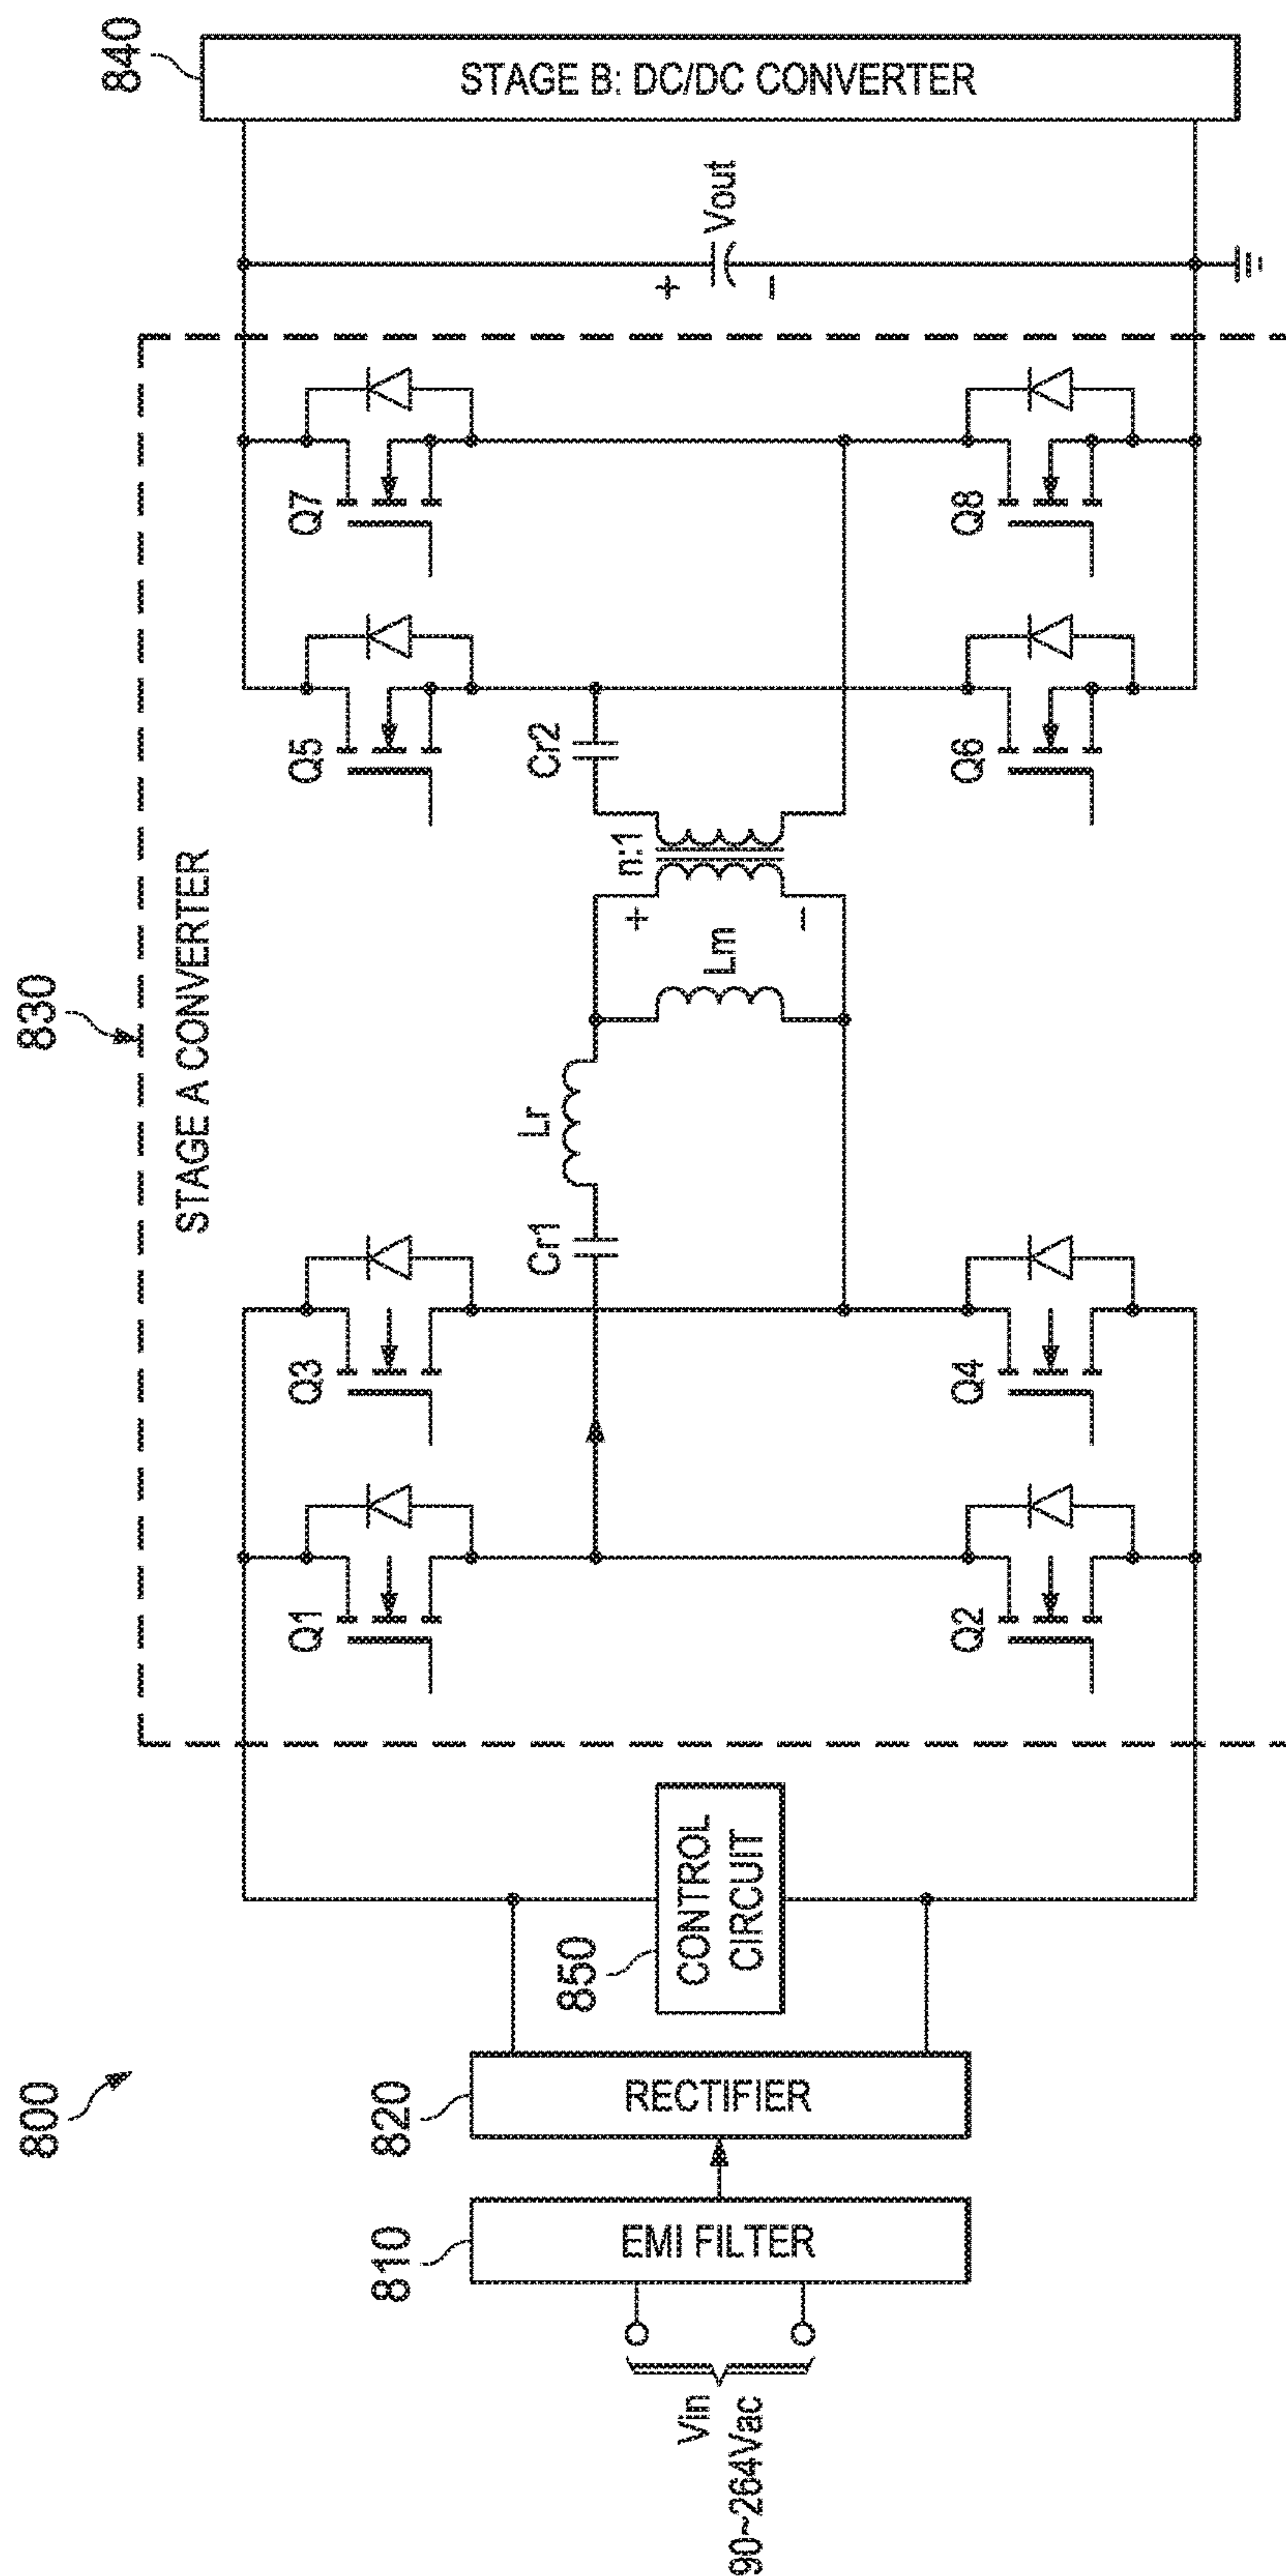 800
830
STAGE A CONVERTER
840
STAGE B: DC/DC CONVERTER
Vin
90~264Vac
810
EMI FILTER
820
RECTIFIER
850
CONTROL
CIRCUIT
Q1
Q3
Q2
Q4
Cr1
Lr
Lm
+
−
n:1
Cr2
Q5
Q7
Q6
Q8
+
Vout
−